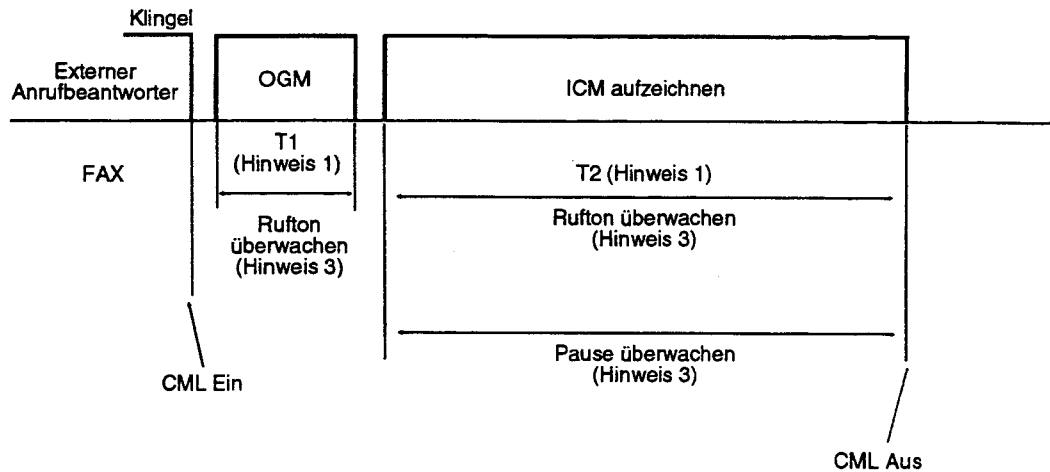 Klingel
Externer
Anrufbeantworter
OGM
ICM aufzeichnen
FAX
T1
(Hinweis 1)
T2 (Hinweis 1)
Rufton
überwachen
(Hinweis 3)
Rufton überwachen
(Hinweis 3)
Pause überwachen
(Hinweis 3)
CML Ein
CML Aus